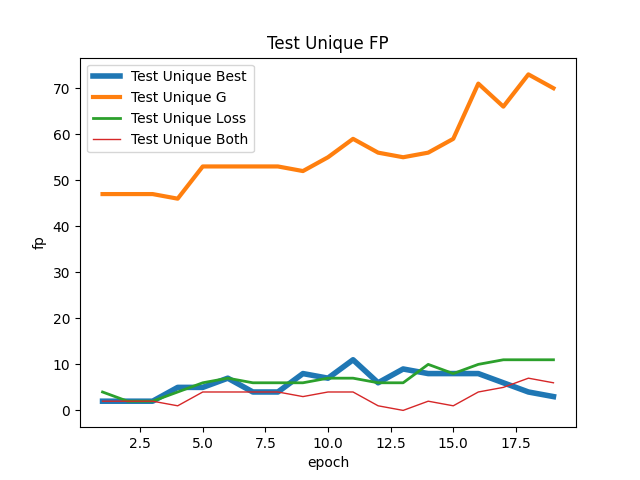 Test Unique FP
Test Unique Best
Test Unique G
Test Unique Loss
Test Unique Both
70
60
50
40
30
20
10
0
fp
2.5 5.0 7.5 10.0 12.5 15.0 17.5
epoch